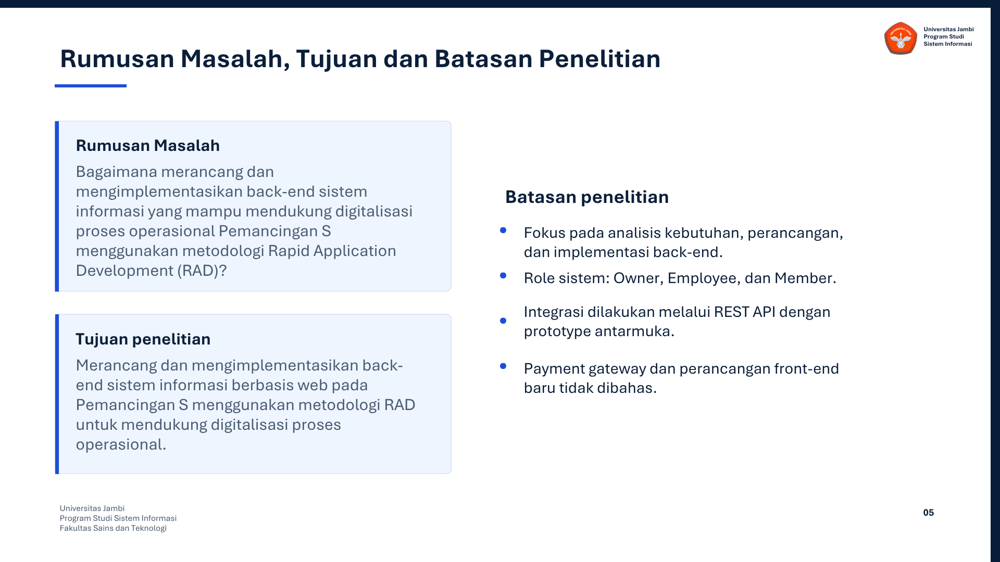 Universitas Jambi
Program Studi
Sistem Informasi
Rumusan Masalah, Tujuan dan Batasan Penelitian
Rumusan Masalah
Bagaimana merancang dan
mengimplementasikan back-end sistem
informasi yang mampu mendukung digitalisasi
proses operasional Pemancingan S
menggunakan metodologi Rapid Application
Development (RAD)?
Tujuan penelitian
Merancang dan mengimplementasikan back-
end sistem informasi berbasis web pada
Pemancingan S menggunakan metodologi RAD
untuk mendukung digitalisasi proses
operasional.
Batasan penelitian
Fokus pada analisis kebutuhan, perancangan,
dan implementasi back-end.
Role sistem: Owner, Employee, dan Member.
Integrasi dilakukan melalui REST API dengan
prototype antarmuka.
Payment gateway dan perancangan front-end
baru tidak dibahas.
Universitas Jambi
Program Studi Sistem Informasi
Fakultas Sains dan Teknologi
05
UNIVERSITAS JAMBI